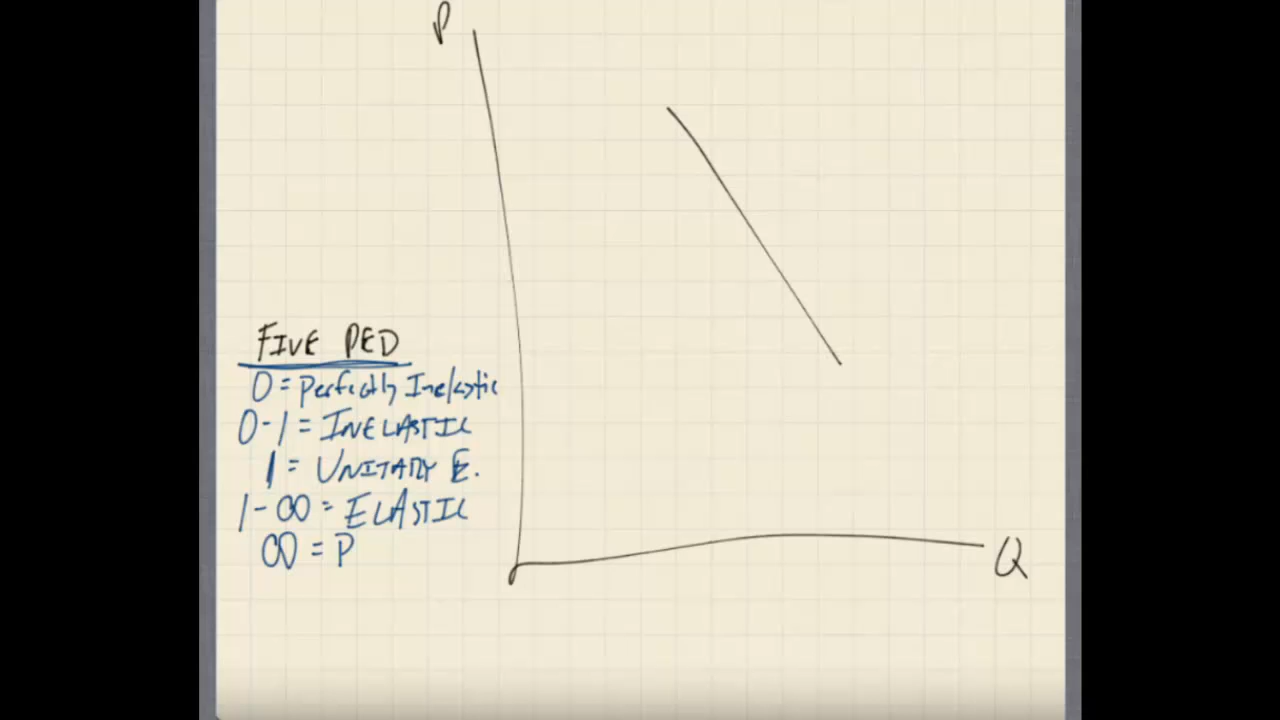 P
FIVE PED
0 = Perfectly Inelastic
0-1 = INELASTIC
1 = UNITARY E.
1-∞ = ELASTIC
∞ = P
Q